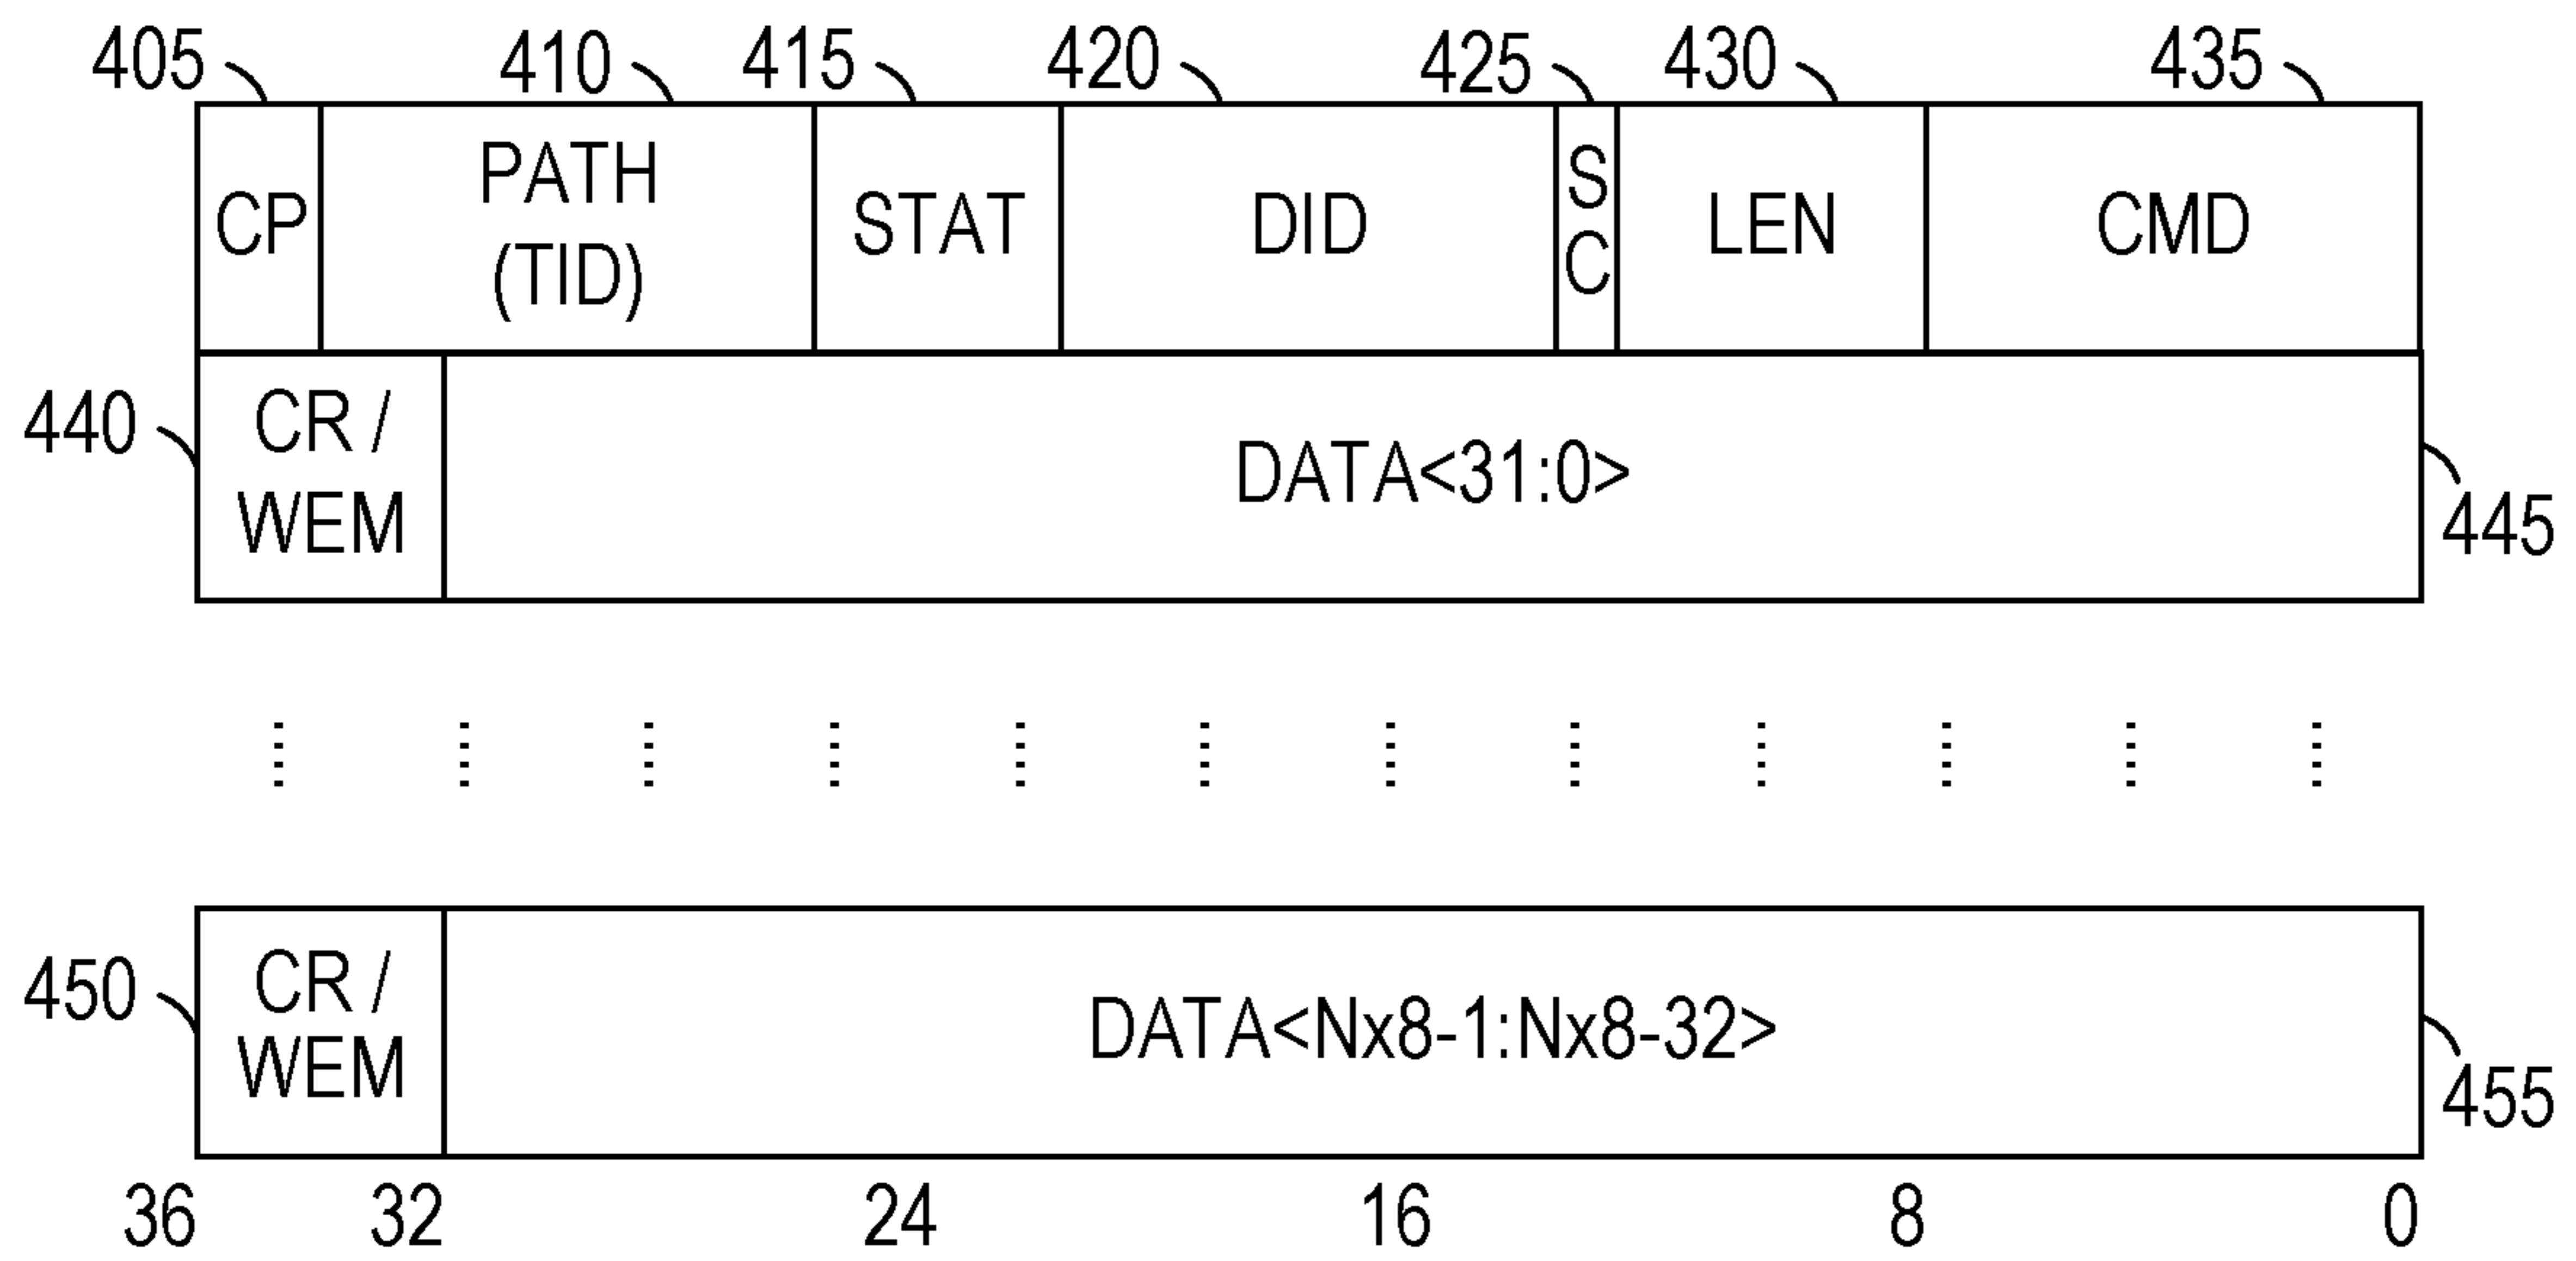 405 410 415 420 425 430 435
CP PATH (TID) STAT DID SC LEN CMD
440 CR / WEM DATA<31:0> 445
450 CR / WEM DATA<Nx8-1:Nx8-32> 455
36 32 24 16 8 0